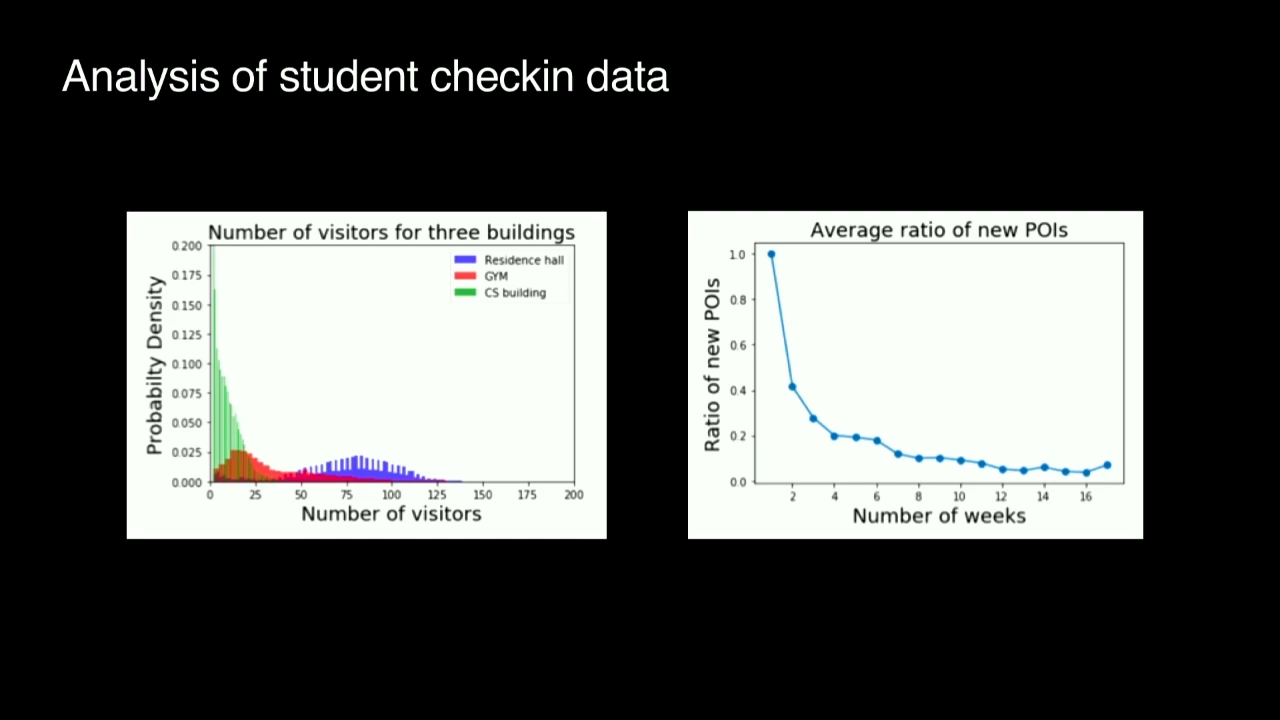 Analysis of student checkin data
Number of visitors for three buildings
Probabilty Density
0.200
0.175
0.150
0.125
0.100
0.075
0.050
0.025
0.000
Residence hall
GYM
CS building
0 25 50 75 100 125 150 175 200
Number of visitors
Average ratio of new POIs
Ratio of new POIs
1.0
0.8
0.6
0.4
0.2
0.0
2 4 6 8 10 12 14 16
Number of weeks